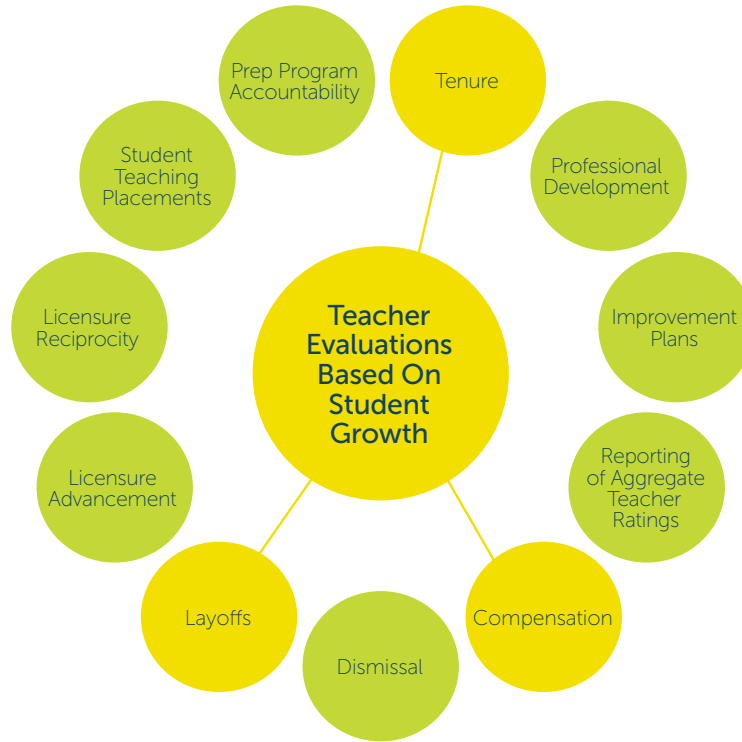 Prep Program
Accountability
Tenure
Student
Teaching
Placements
Professional
Development
Licensure
Reciprocity
Teacher
Evaluations
Based On
Student
Growth
Improvement
Plans
Licensure
Advancement
Reporting
of Aggregate
Teacher
Ratings
Layoffs
Compensation
Dismissal